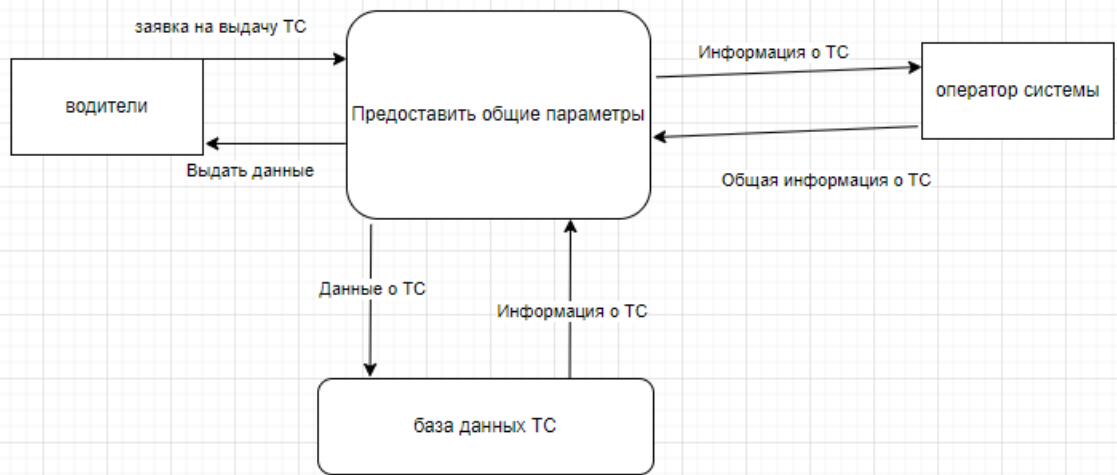 заявка на выдачу ТС
Информация о ТС
водители
Предоставить общие параметры
оператор системы
Выдать данные
Общая информация о ТС
Данные о ТС
Информация о ТС
база данных ТС